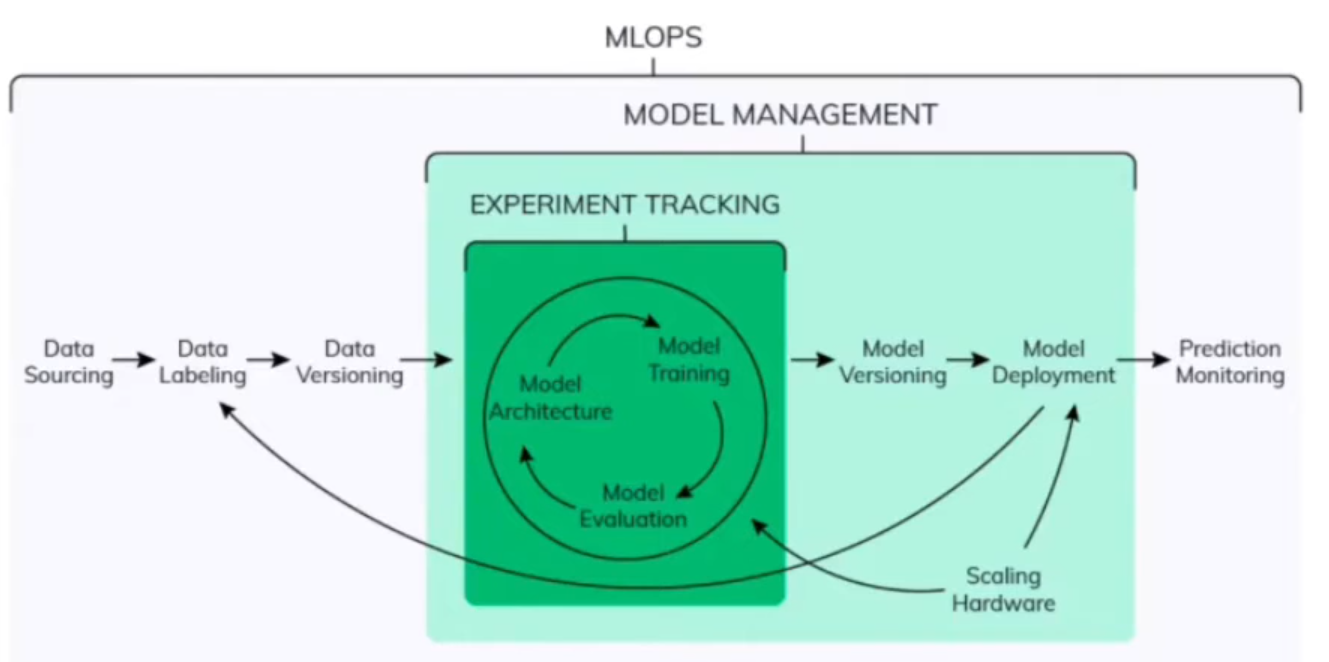 MLOPS
MODEL MANAGEMENT
EXPERIMENT TRACKING
Data
Sourcing
Data
Labeling
Data
Versioning
Model
Architecture
Model
Training
Model
Evaluation
Model
Versioning
Model
Deployment
Prediction
Monitoring
Scaling
Hardware